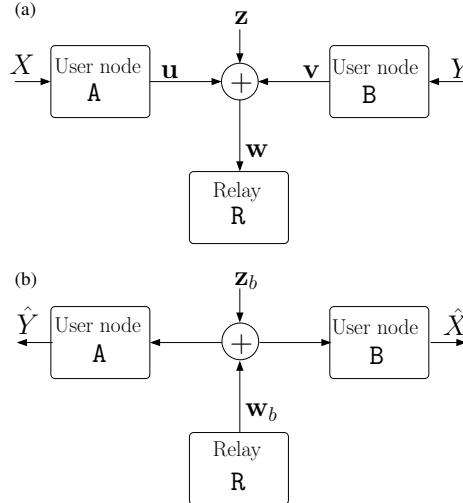 (a)
z
X
User node
A
u
+
v
User node
B
Y
w
Relay
R
(b)
z_b
Ŷ
User node
A
+
User node
B
X̂
w_b
Relay
R